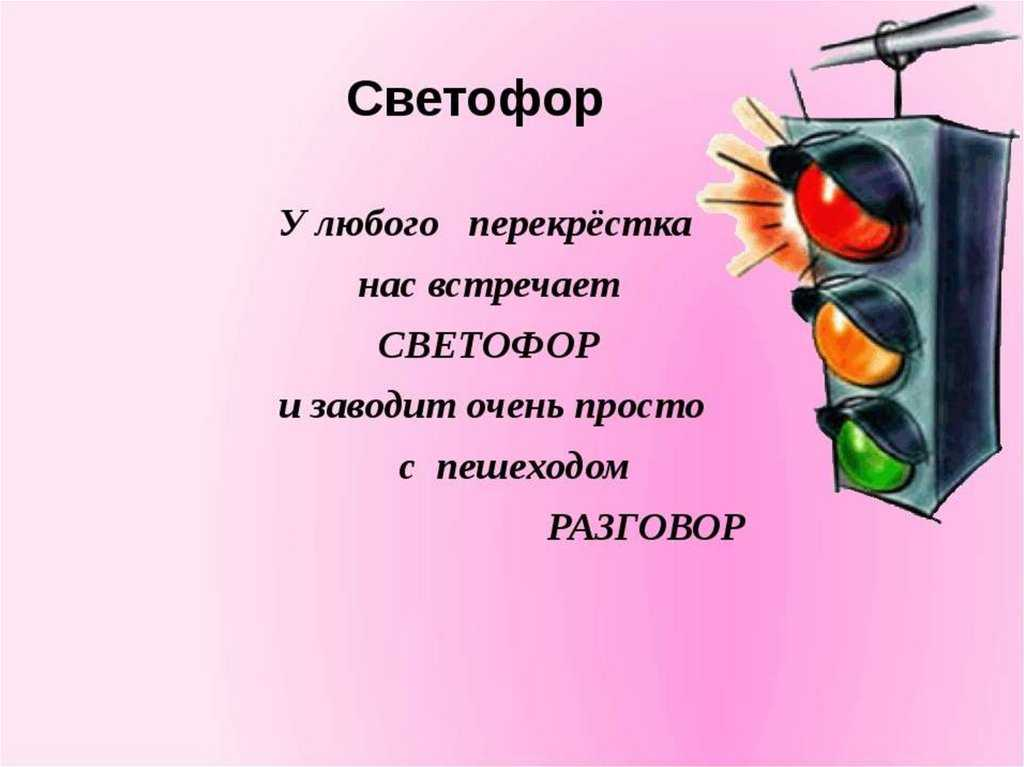 Светофор
У любого перекрёстка
нас встречает
СВЕТОФОР
и заводит очень просто
с пешеходом
РАЗГОВОР